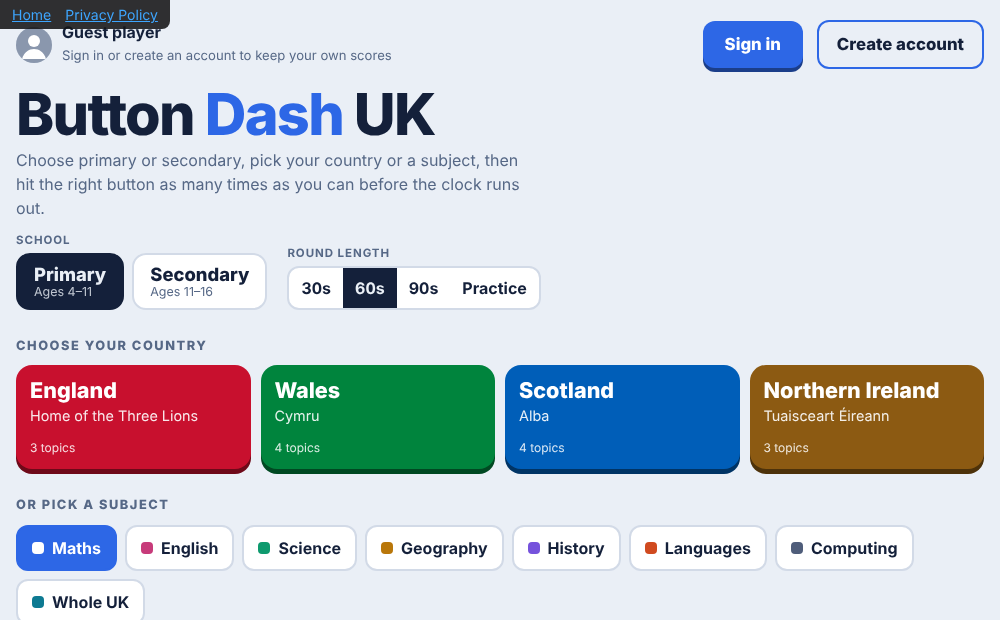 Home Privacy Policy
Guest player
Sign in or create an account to keep your own scores
Sign in
Create account
Button Dash UK
Choose primary or secondary, pick your country or a subject, then
hit the right button as many times as you can before the clock runs
out.
SCHOOL
Primary
Ages 4–11
Secondary
Ages 11–16
ROUND LENGTH
30s 60s 90s Practice
CHOOSE YOUR COUNTRY
England
Home of the Three Lions
3 topics
Wales
Cymru
4 topics
Scotland
Alba
4 topics
Northern Ireland
Tuaisceart Éireann
3 topics
OR PICK A SUBJECT
Maths English Science Geography History Languages Computing
Whole UK